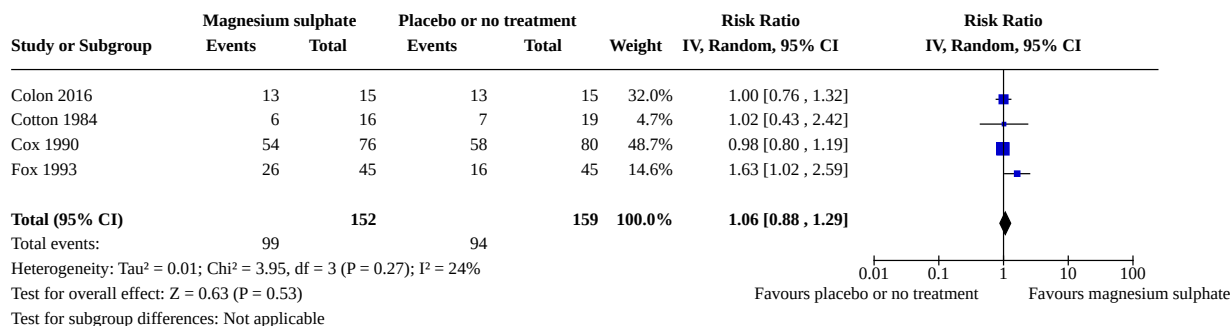 Magnesium sulphate Placebo or no treatment Risk Ratio Risk Ratio
Study or Subgroup Events Total Events Total Weight IV, Random, 95% CI IV, Random, 95% CI
Colon 2016 13 15 13 15 32.0% 1.00 [0.76 , 1.32]
Cotton 1984 6 16 7 19 4.7% 1.02 [0.43 , 2.42]
Cox 1990 54 76 58 80 48.7% 0.98 [0.80 , 1.19]
Fox 1993 26 45 16 45 14.6% 1.63 [1.02 , 2.59]
Total (95% CI) 152 159 100.0% 1.06 [0.88 , 1.29]
Total events: 99 94
Heterogeneity: Tau² = 0.01; Chi² = 3.95, df = 3 (P = 0.27); I² = 24%
0.01 0.1 1 10 100
Test for overall effect: Z = 0.63 (P = 0.53) Favours placebo or no treatment Favours magnesium sulphate
Test for subgroup differences: Not applicable